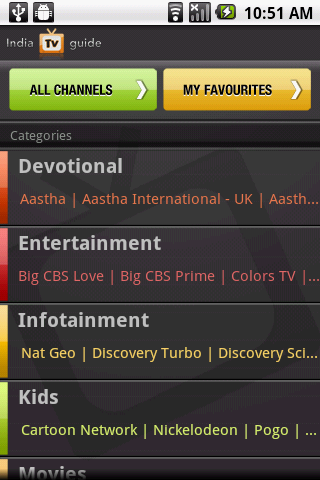 10:51 AM
India TV guide
ALL CHANNELS MY FAVOURITES
Categories
Devotional
Aastha | Aastha International - UK | Aasth...
Entertainment
Big CBS Love | Big CBS Prime | Colors TV |...
Infotainment
Nat Geo | Discovery Turbo | Discovery Sci...
Kids
Cartoon Network | Nickelodeon | Pogo | ...
Movies